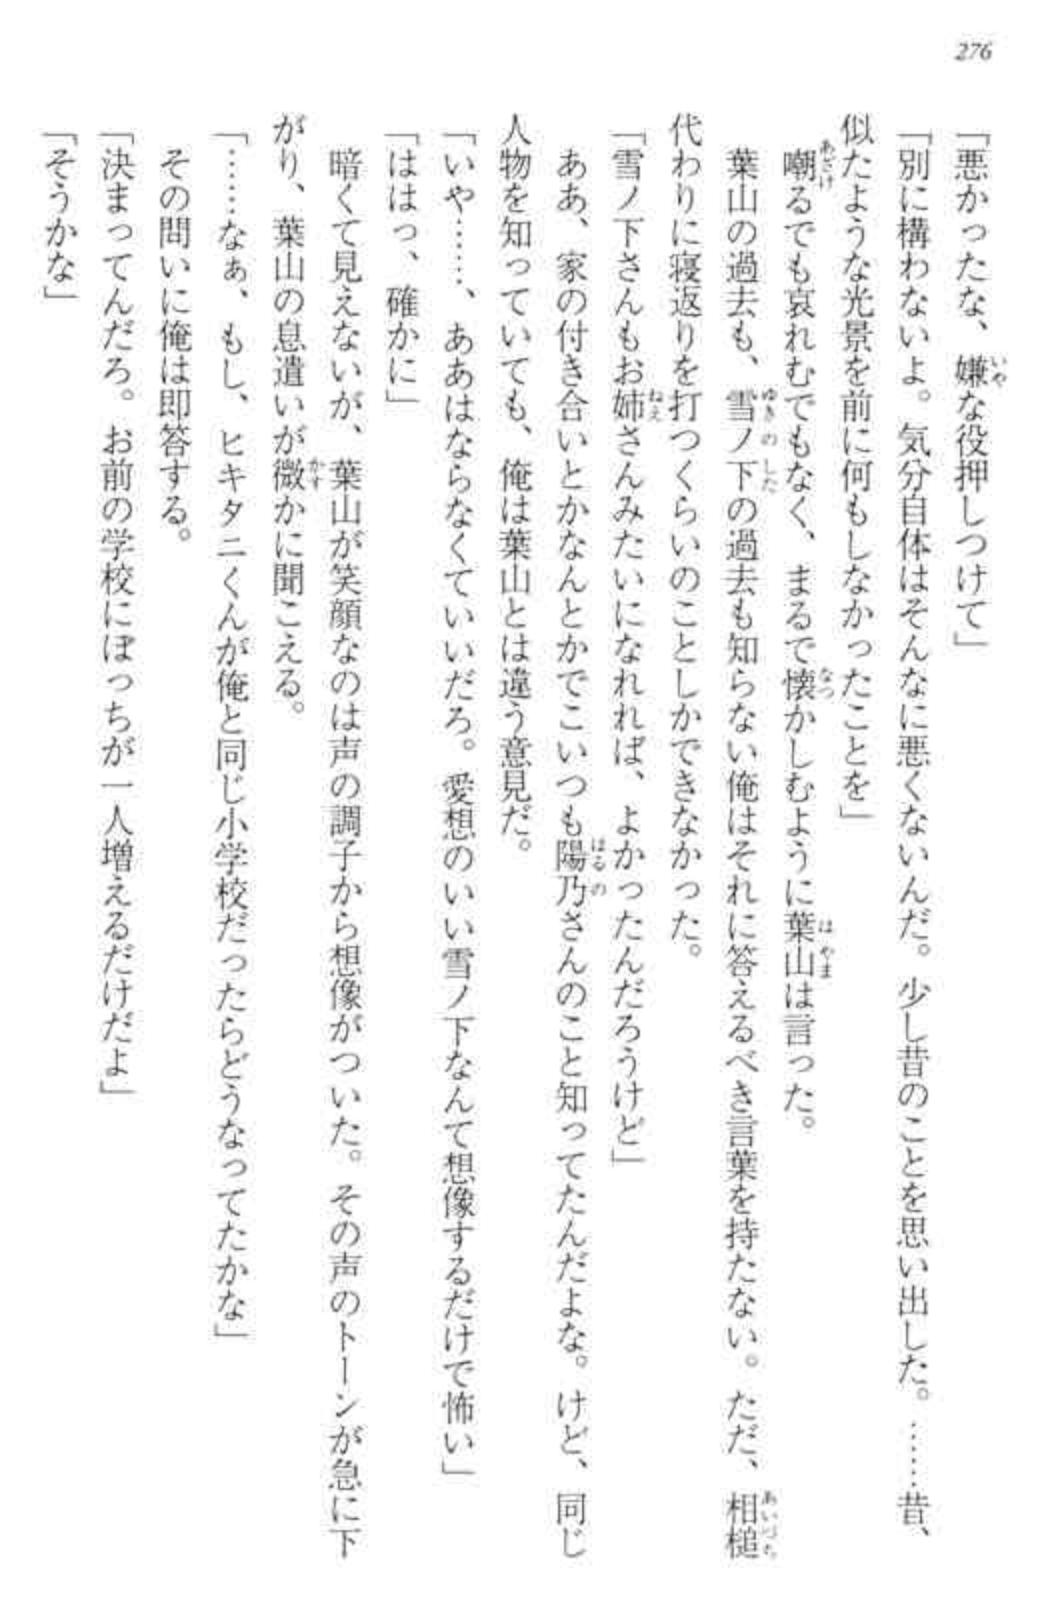 276
「悪かったな、嫌な役押しつけて」
「別に構わないよ。気分自体はそんなに悪くないんだ。少し昔のことを思い出した。……昔、
似たような光景を前に何もしなかったことを」
嘲るでも哀れむでもなく、まるで懐かしむように葉山は言った。
葉山の過去も、雪ノ下の過去も知らない俺はそれに答えるべき言葉を持たない。ただ、相槌
代わりに寝返りを打つくらいのことしかできなかった。
「雪ノ下さんもお姉さんみたいになれれば、よかったんだろうけど」
ああ、家の付き合いとかなんとかでこいつも陽乃さんのこと知ってたんだよな。けど、同じ
人物を知っていても、俺は葉山とは違う意見だ。
「いや……、ああはならなくていいだろ。愛想のいい雪ノ下なんて想像するだけで怖い」
「ははっ、確かに」
暗くて見えないが、葉山が笑顔なのは声の調子から想像がついた。その声のトーンが急に下
がり、葉山の息遣いが微かに聞こえる。
「……なぁ、もし、ヒキタニくんが俺と同じ小学校だったらどうなってたかな」
その問いに俺は即答する。
「決まってんだろ。お前の学校にぼっちが一人増えるだけだよ」
「そうかな」